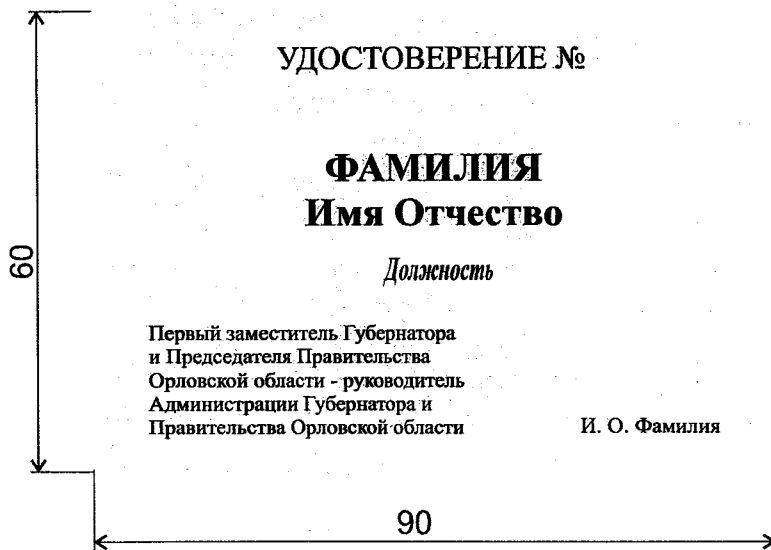 УДОСТОВЕРЕНИЕ №
ФАМИЛИЯ
Имя Отчество
Должность
60
Первый заместитель Губернатора
и Председателя Правительства
Орловской области - руководитель
Администрации Губернатора и
Правительства Орловской области И. О. Фамилия
90